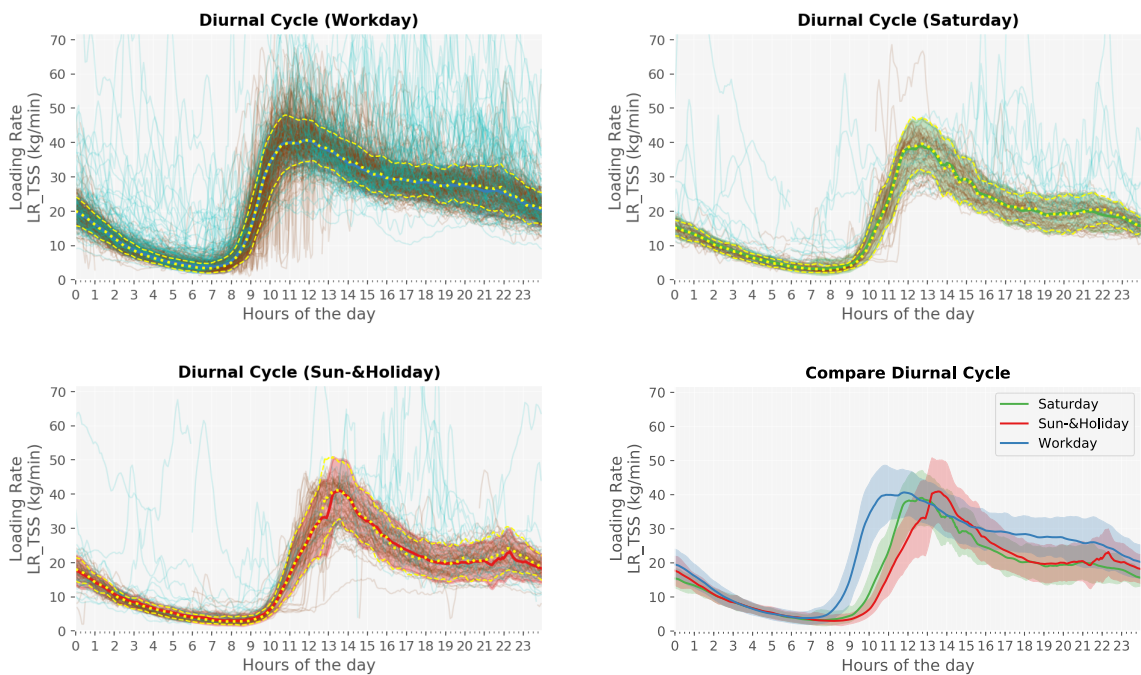 Diurnal Cycle (Workday)
70
60
50
40
30
20
10
0
Loading Rate
LR_TSS (kg/min)
0 1 2 3 4 5 6 7 8 9 10 11 12 13 14 15 16 17 18 19 20 21 22 23
Hours of the day
Diurnal Cycle (Saturday)
70
60
50
40
30
20
10
0
Loading Rate
LR_TSS (kg/min)
0 1 2 3 4 5 6 7 8 9 10 11 12 13 14 15 16 17 18 19 20 21 22 23
Hours of the day
Diurnal Cycle (Sun-&Holiday)
70
60
50
40
30
20
10
0
Loading Rate
LR_TSS (kg/min)
0 1 2 3 4 5 6 7 8 9 10 11 12 13 14 15 16 17 18 19 20 21 22 23
Hours of the day
Compare Diurnal Cycle
Saturday
Sun-&Holiday
Workday
70
60
50
40
30
20
10
0
Loading Rate
LR_TSS (kg/min)
0 1 2 3 4 5 6 7 8 9 10 11 12 13 14 15 16 17 18 19 20 21 22 23
Hours of the day